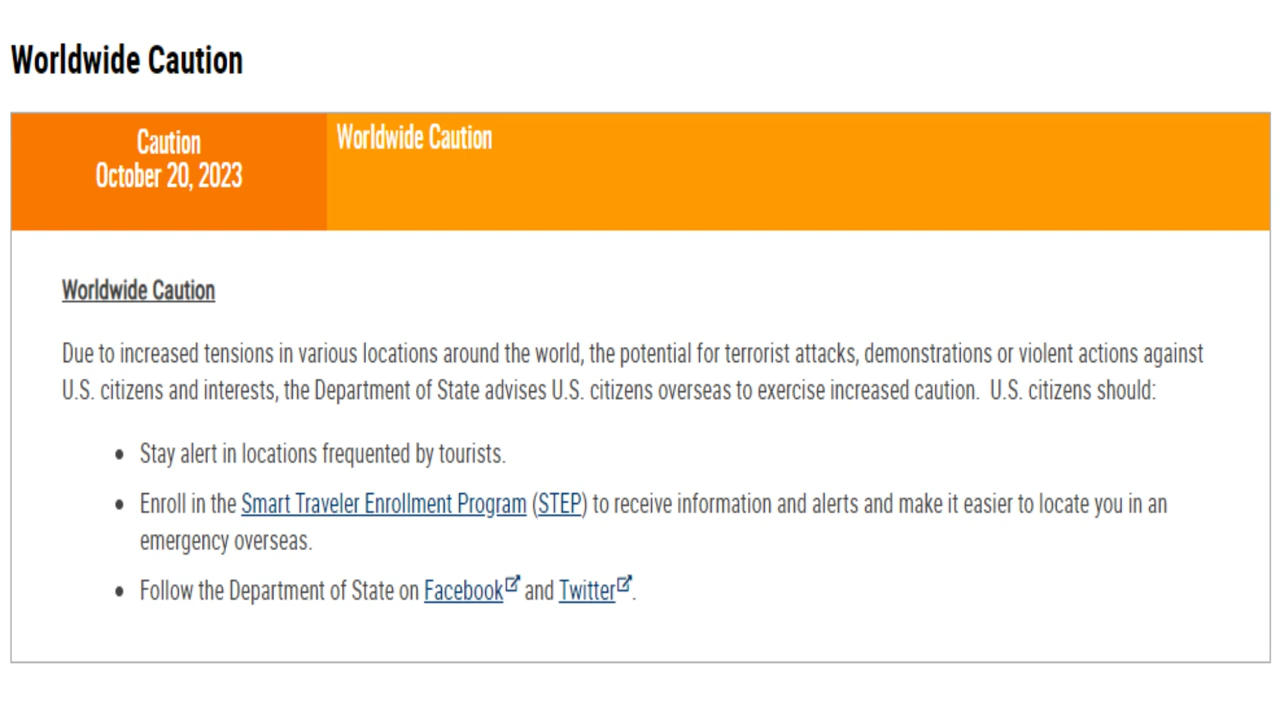 Worldwide Caution
Caution
October 20, 2023
Worldwide Caution
Worldwide Caution
Due to increased tensions in various locations around the world, the potential for terrorist attacks, demonstrations or violent actions against
U.S. citizens and interests, the Department of State advises U.S. citizens overseas to exercise increased caution.  U.S. citizens should:
• Stay alert in locations frequented by tourists.
• Enroll in the Smart Traveler Enrollment Program (STEP) to receive information and alerts and make it easier to locate you in an
emergency overseas.
• Follow the Department of State on Facebook and Twitter.